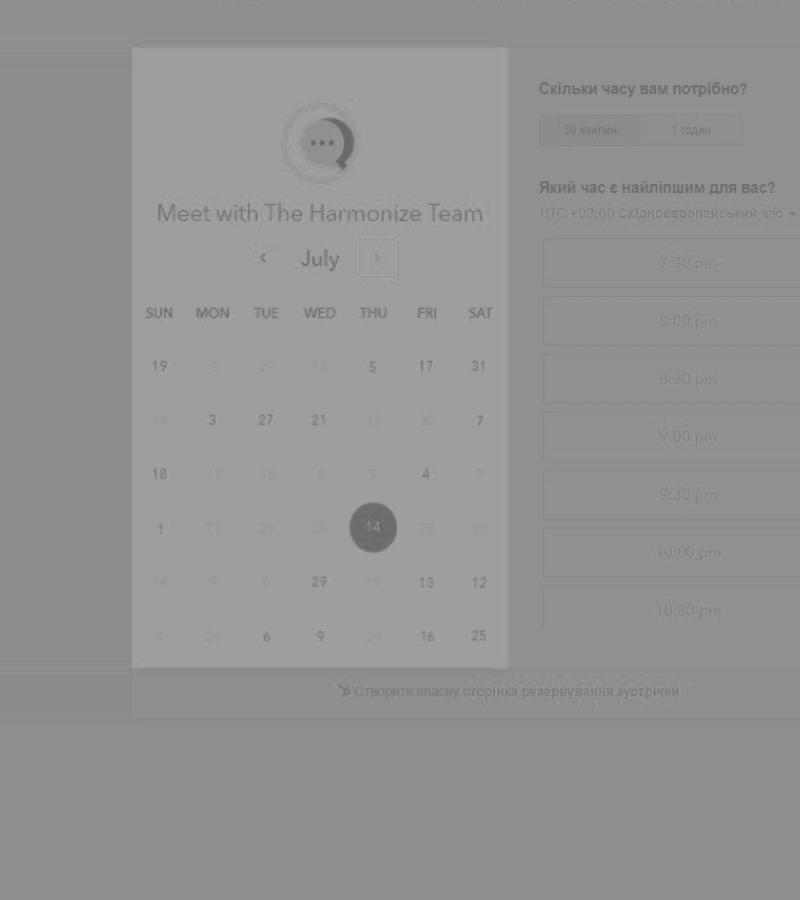 Meet with The Harmonize Team
July
SUN MON TUE WED THU FRI SAT
19 5 29 12 5 17 31
14 3 27 21 17 30 7
18 17 18 8 5 4 9
1 13 29 25 14 28 20
14 9 8 29 19 13 12
4 26 6 9 24 16 25
Скільки часу вам потрібно?
30 хвилин 1 годин
Який час є найліпшим для вас?
UTC +03:00 Східноєвропейський час
7:30 pm
8:00 pm
8:30 pm
9:00 pm
9:30 pm
10:00 pm
10:30 pm
Створити власну сторінка резервування зустрічей